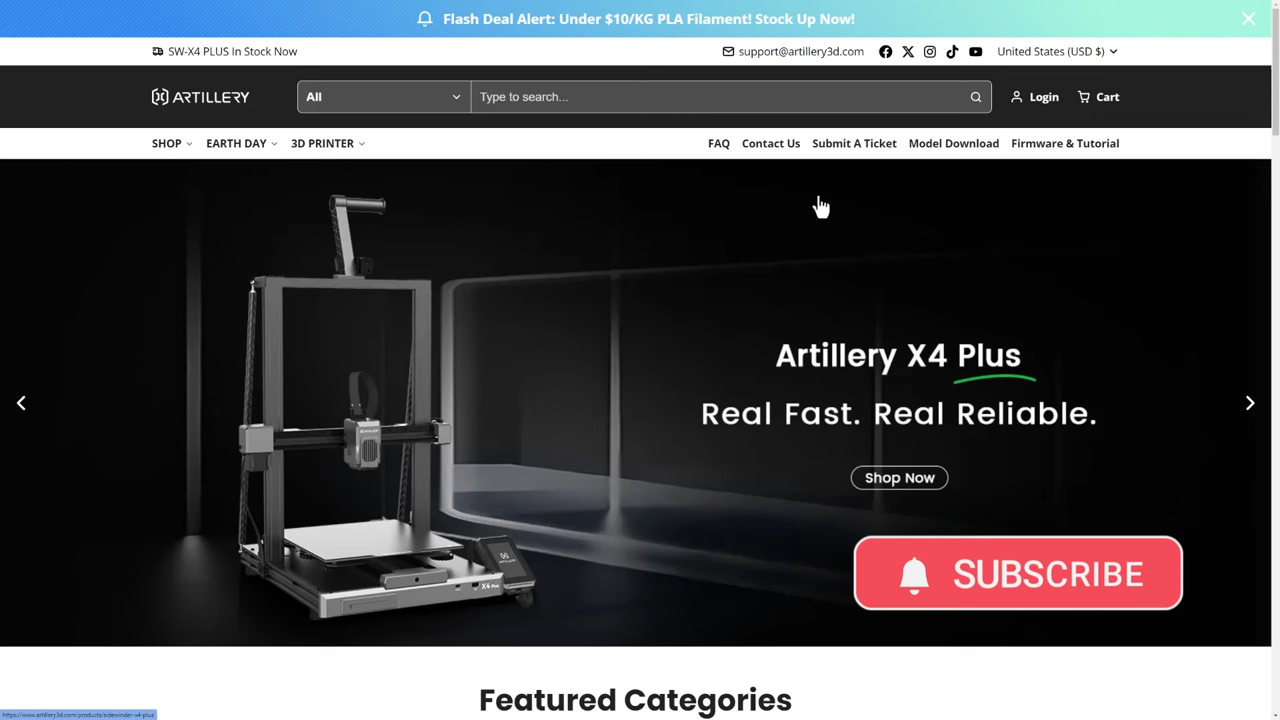 Flash Deal Alert: Under $10/KG PLA Filament! Stock Up Now!
SW-X4 PLUS In Stock Now
support@artillery3d.com
United States (USD $)
ARTILLERY
All
Type to search...
Login
Cart
SHOP
EARTH DAY
3D PRINTER
FAQ
Contact Us
Submit A Ticket
Model Download
Firmware & Tutorial
Artillery X4 Plus
Real Fast. Real Reliable.
Shop Now
X4 Plus
SUBSCRIBE
Featured Categories
https://www.artillery3d.com/products/sidewinder-x4-plus